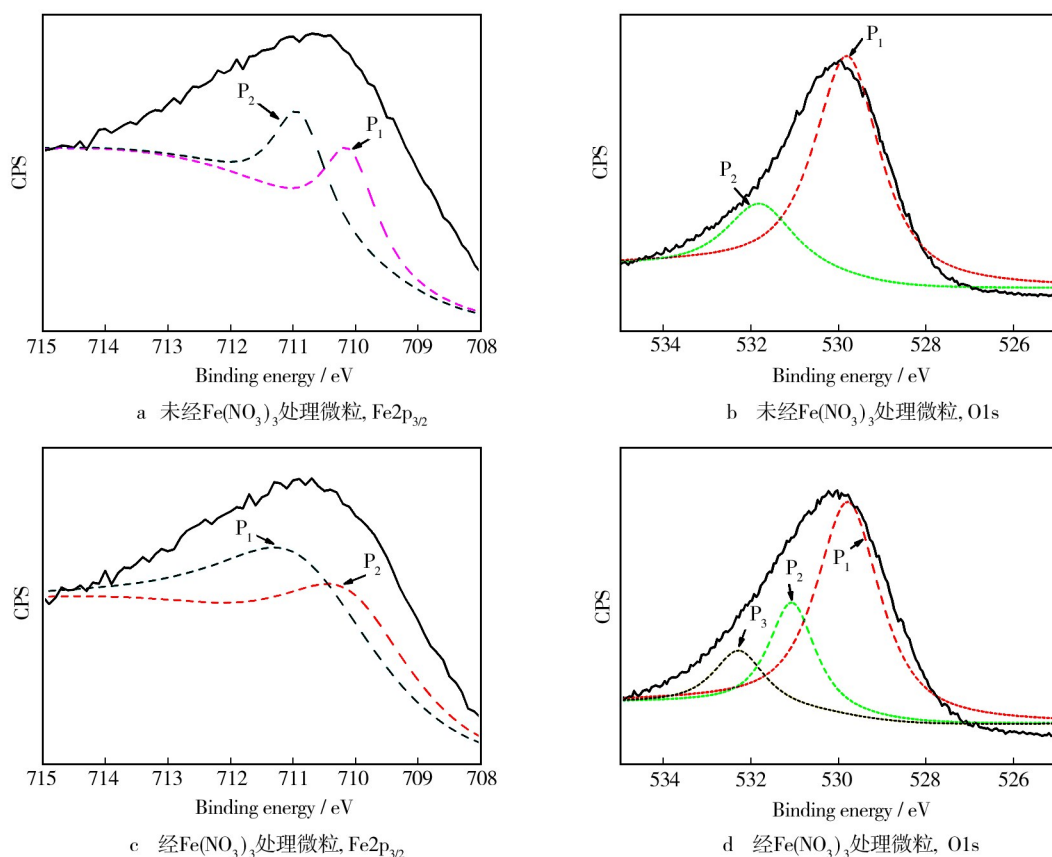 CPS
P₂
P₁
715 714 713 712 711 710 709 708
Binding energy / eV
a 未经Fe(NO₃)₃处理微粒, Fe2p₃/₂
CPS
P₁
P₂
534 532 530 528 526
Binding energy / eV
b 未经Fe(NO₃)₃处理微粒, O1s
CPS
P₁
P₂
715 714 713 712 711 710 709 708
Binding energy / eV
c 经Fe(NO₃)₃处理微粒, Fe2p₃/₂
CPS
P₂
P₁
P₃
534 532 530 528 526
Binding energy / eV
d 经Fe(NO₃)₃处理微粒, O1s